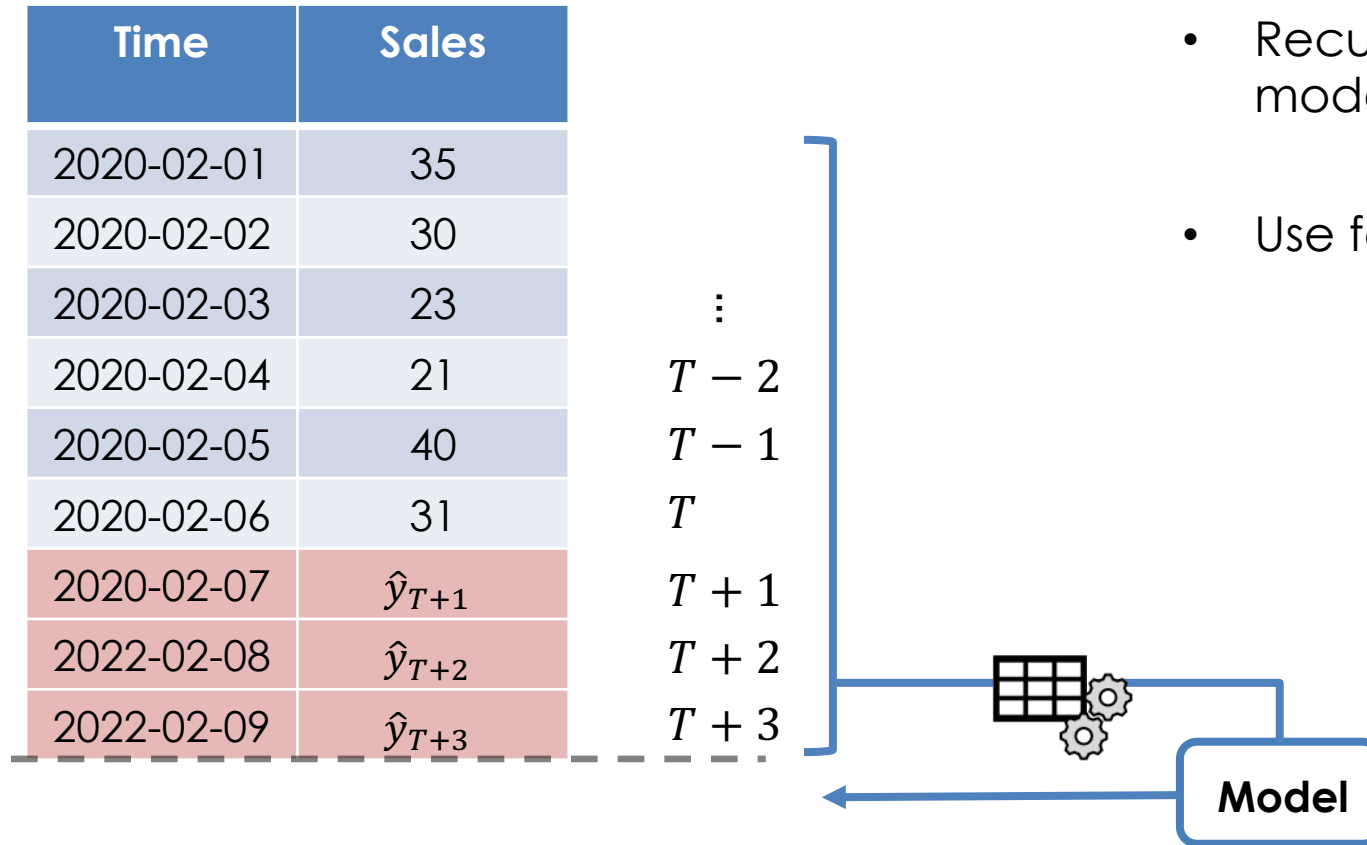 Time Sales
2020-02-01 35
2020-02-02 30
2020-02-03 23 ⋮
2020-02-04 21 T − 2
2020-02-05 40 T − 1
2020-02-06 31 T
2020-02-07 ŷ_{T+1} T + 1
2022-02-08 ŷ_{T+2} T + 2
2022-02-09 ŷ_{T+3} T + 3
Model
• 
• Use